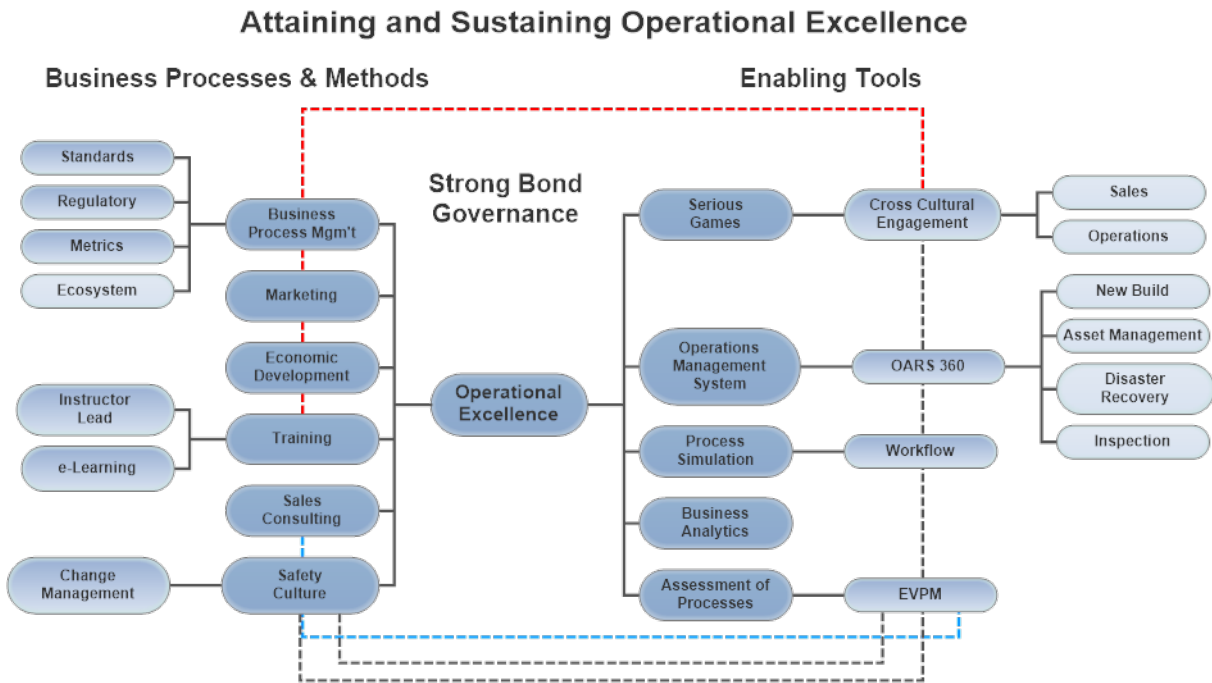 Attaining and Sustaining Operational Excellence
Business Processes & Methods
Enabling Tools
Standards
Regulatory
Metrics
Ecosystem
Instructor
Lead
e-Learning
Change
Management
Business
Process Mgm't
Marketing
Economic
Development
Training
Sales
Consulting
Safety
Culture
Strong Bond
Governance
Operational
Excellence
Serious
Games
Operations
Management
System
Process
Simulation
Business
Analytics
Assessment of
Processes
Cross Cultural
Engagement
OARS 360
Workflow
EVPM
Sales
Operations
New Build
Asset Management
Disaster
Recovery
Inspection